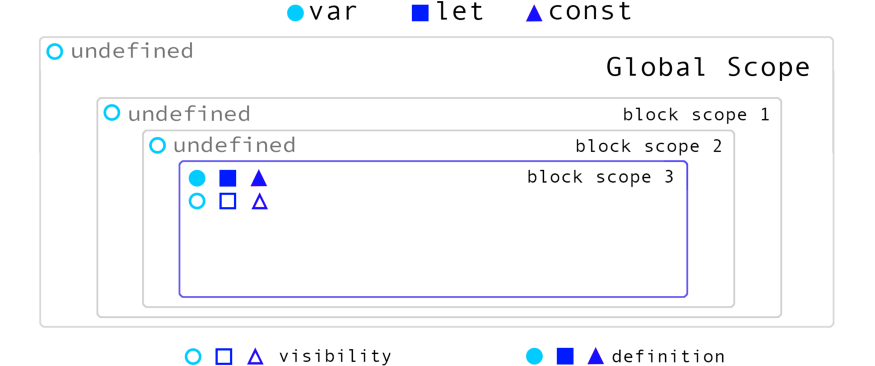 var let const
undefined
Global Scope
undefined block scope 1
undefined block scope 2
block scope 3
visibility definition